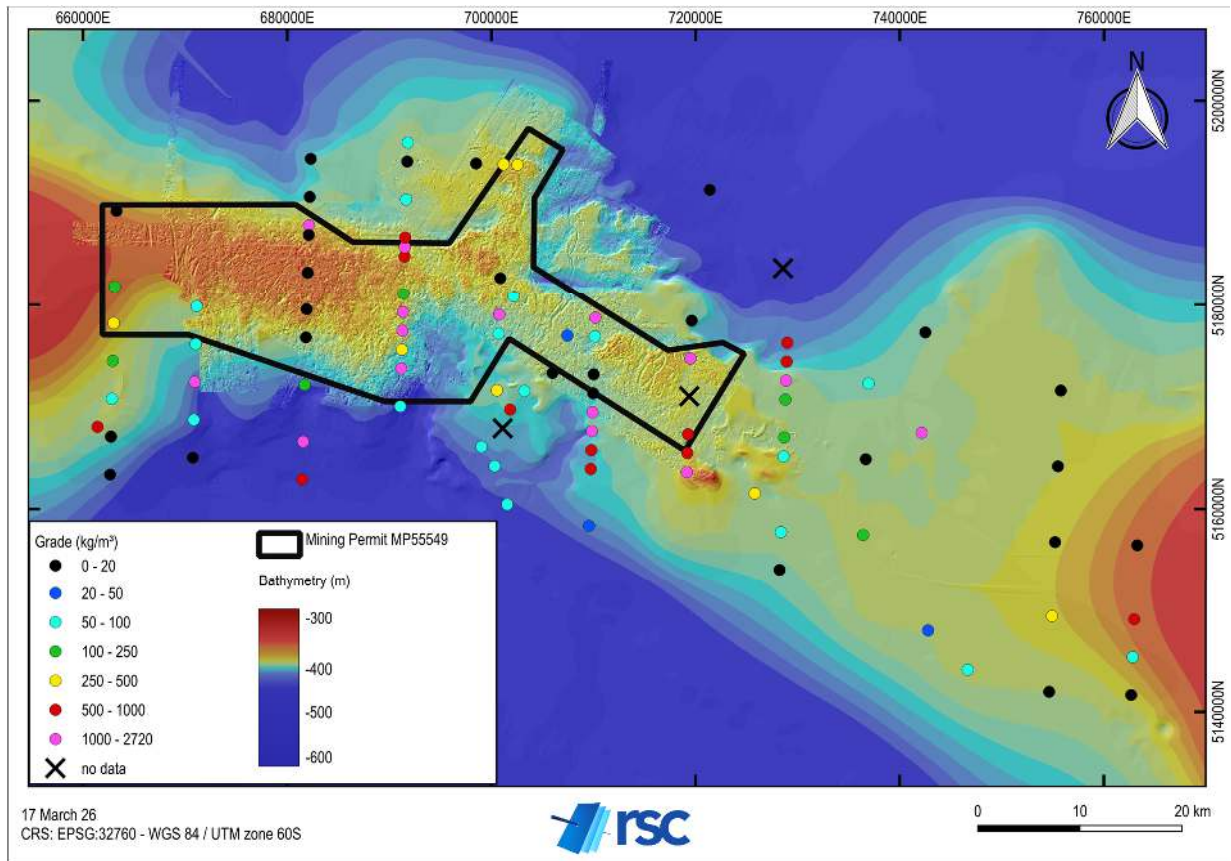 660000E 680000E 700000E 720000E 740000E 760000E
N
5200000N
5180000N
5160000N
5140000N
Grade (kg/m³)
0 - 20
20 - 50
50 - 100
100 - 250
250 - 500
500 - 1000
1000 - 2720
no data
Mining Permit MP55549
Bathymetry (m)
-300
-400
-500
-600
17 March 26
CRS: EPSG:32760 - WGS 84 / UTM zone 60S
rsc
0 10 20 km